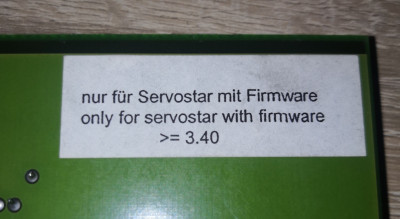 nur für Servostar mit Firmware
only for servostar with firmware
>= 3.40